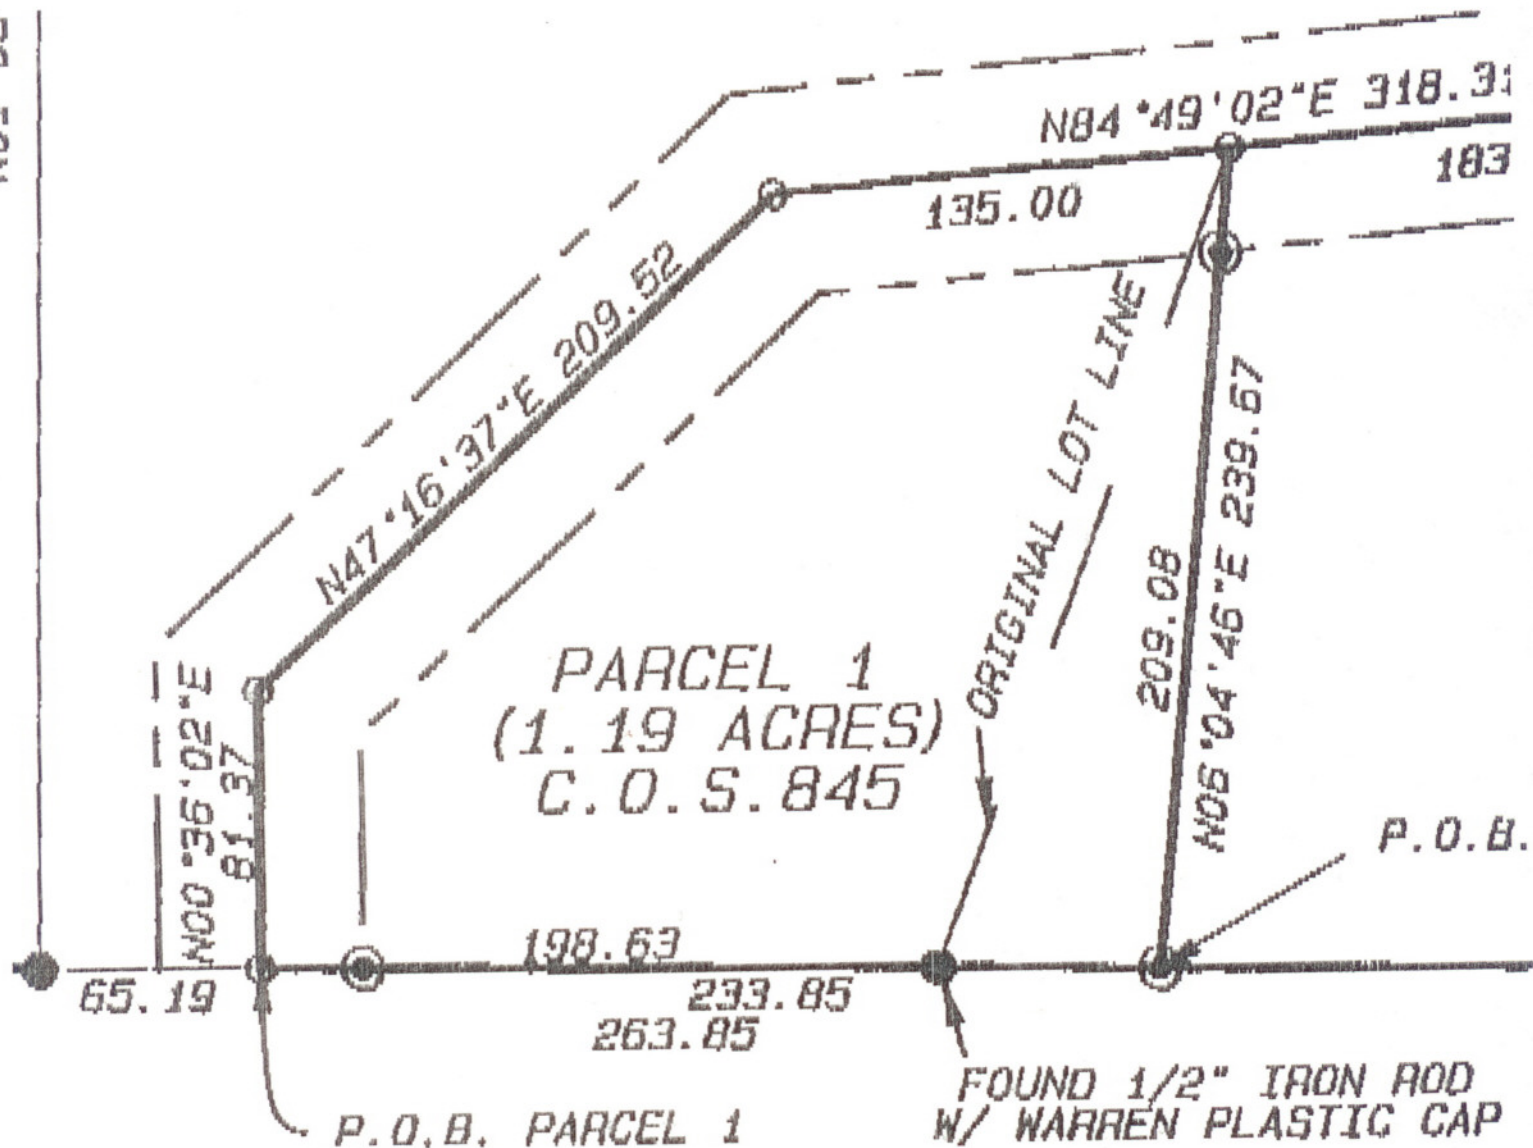 N84°49'02"E 318.3
183
135.00
N47°16'37"E 209.52
ORIGINAL LOT LINE
209.08
N06°04'46"E 239.67
N00°36'02"E
81.37
PARCEL 1
(1.19 ACRES)
C.O.S.845
P.O.B.
65.19
198.63
233.85
263.85
P.O.B. PARCEL 1
FOUND 1/2" IRON ROD
W/ WARREN PLASTIC CAP